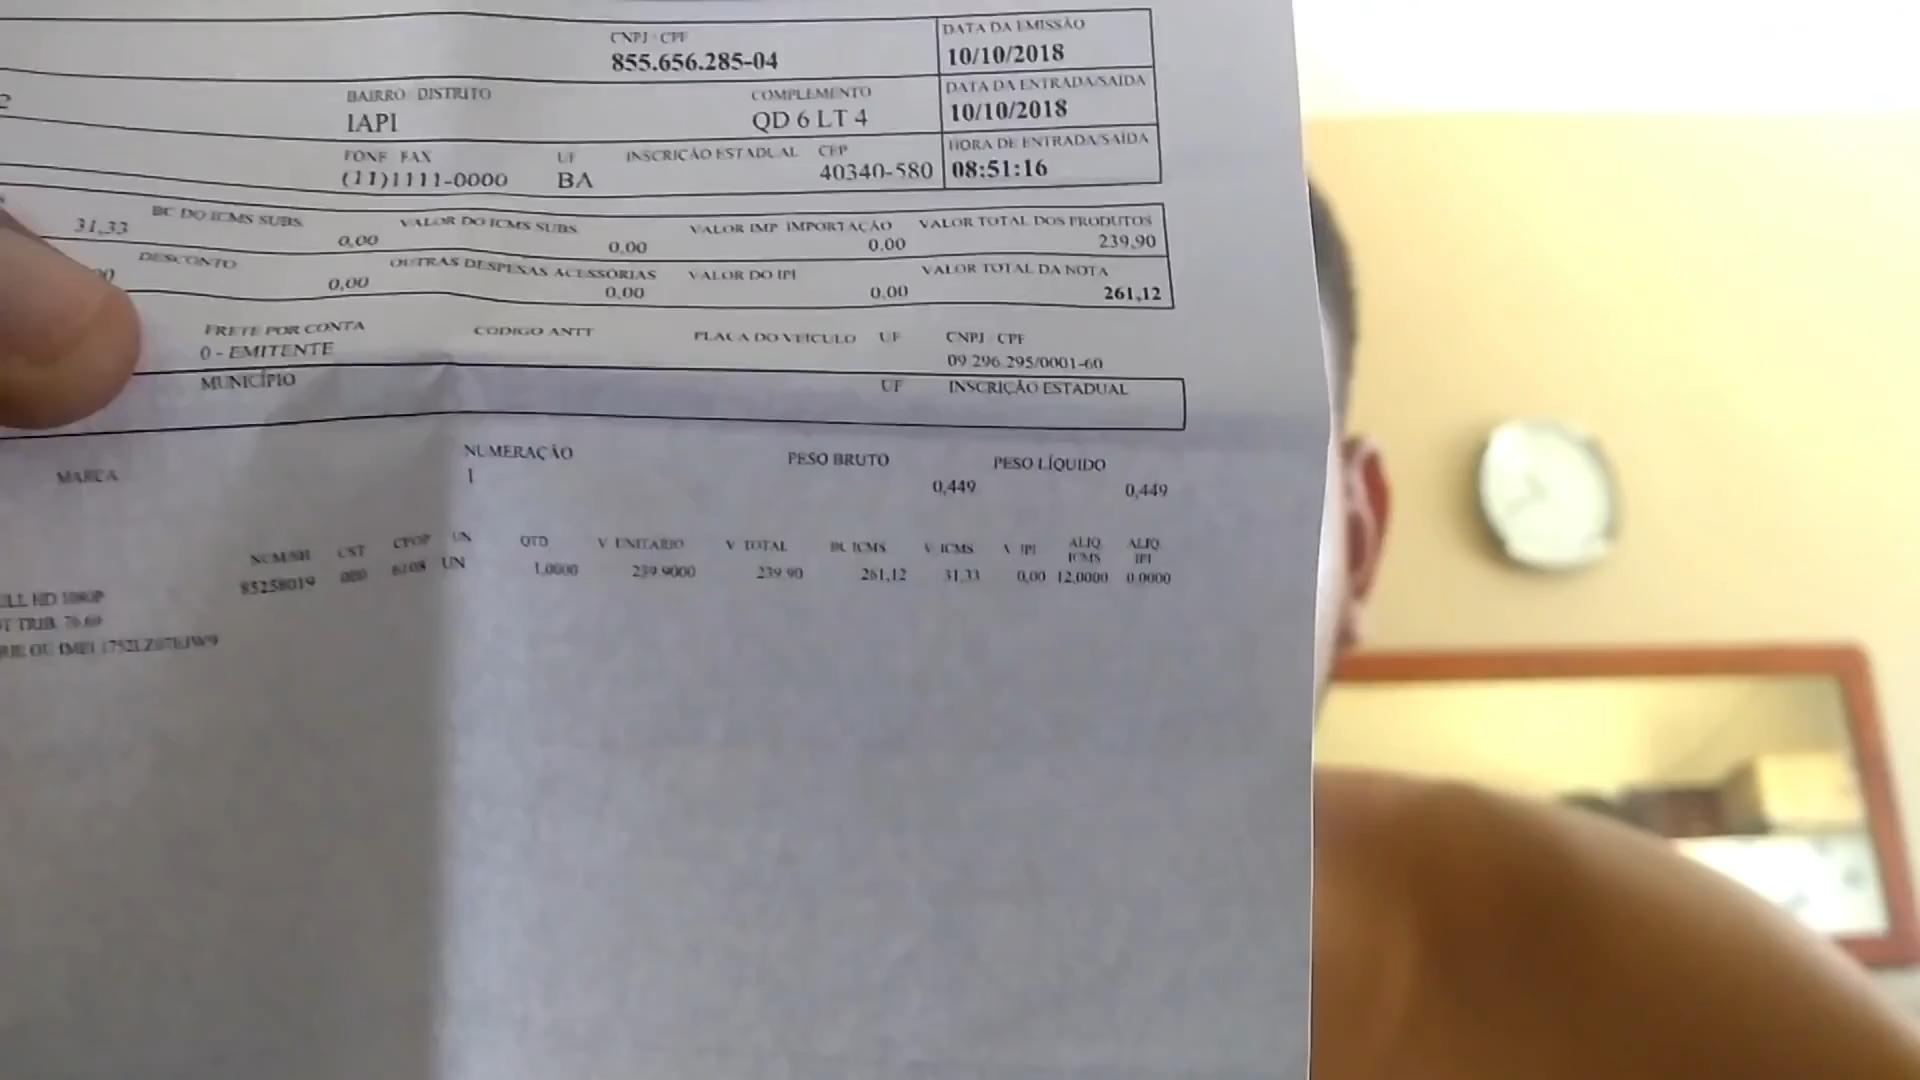 CNPJ / CPF
855.656.285-04
DATA DA EMISSÃO
10/10/2018
BAIRRO / DISTRITO
IAPI
COMPLEMENTO
QD 6 LT 4
DATA DA ENTRADA/SAÍDA
10/10/2018
FONE / FAX
(11)1111-0000
UF
BA
INSCRIÇÃO ESTADUAL
CEP
40340-580
HORA DE ENTRADA/SAÍDA
08:51:16
31,33
BC DO ICMS SUBS.
0,00
VALOR DO ICMS SUBS.
0,00
VALOR IMP IMPORTAÇÃO
0,00
VALOR TOTAL DOS PRODUTOS
239,90
DESCONTO
0,00
OUTRAS DESPESAS ACESSÓRIAS
0,00
VALOR DO IPI
0,00
VALOR TOTAL DA NOTA
261,12
FRETE POR CONTA
0 - EMITENTE
CODIGO ANTT
PLACA DO VEÍCULO
UF
CNPJ / CPF
09.296.295/0001-60
MUNICÍPIO
UF
INSCRIÇÃO ESTADUAL
MARCA
NUMERAÇÃO
1
PESO BRUTO
0,449
PESO LÍQUIDO
0,449
NCM/SH CST CFOP UN QTD V. UNITARIO V. TOTAL BC ICMS V. ICMS V. IPI ALIQ. ICMS ALIQ. IPI
85258019 000 6108 UN 1,0000 239,9000 239,90 261,12 31,33 0,00 12,0000 0,0000
HD 1080P
TRIB.
OU IMEI